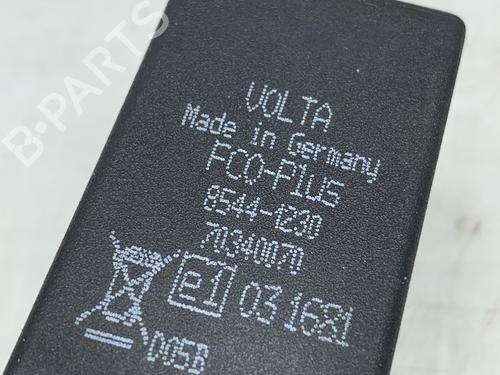 B-PARTS
VOLTA
Made in Germany
FCO-Plus
8544-1230
70340070
e1 031681
D05B